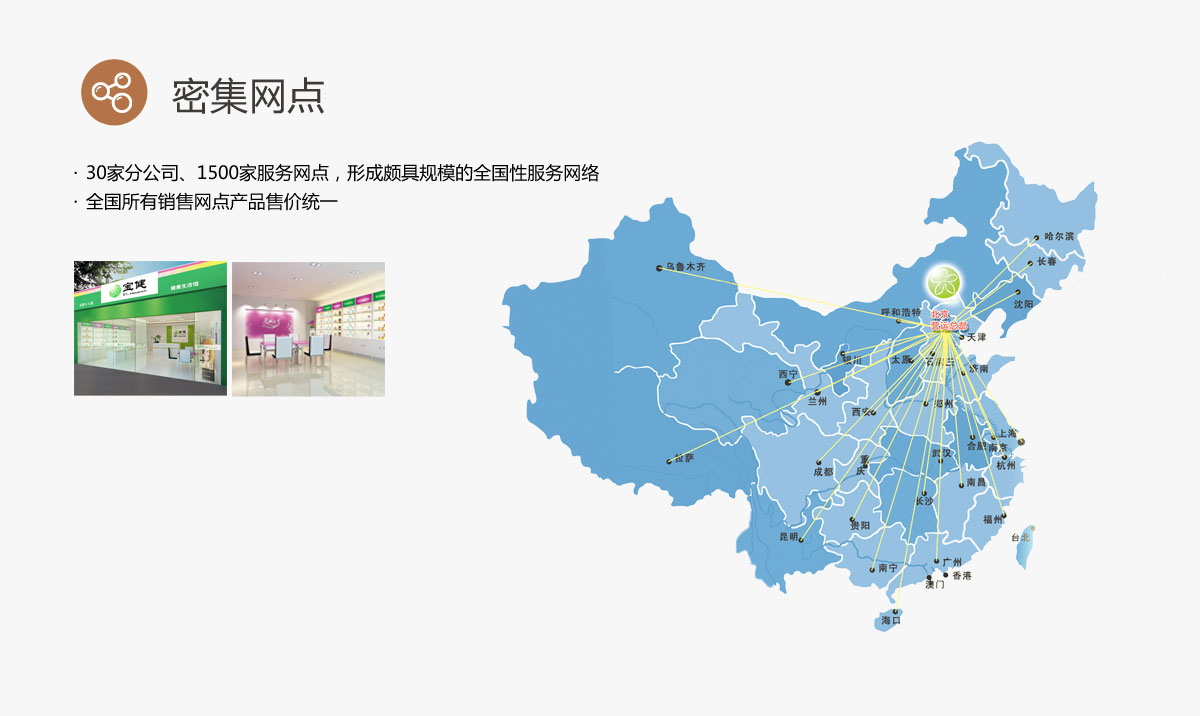 密集网点
· 30家分公司、1500家服务网点，形成颇具规模的全国性服务网络
· 全国所有销售网点产品售价统一
宝健
健康生活馆
哈尔滨
乌鲁木齐
长春
沈阳
呼和浩特
北京
营运总部
天津
银川
太原
济南
西宁
兰州
西安
郑州
上海
合肥
南京
拉萨
成都
重庆
武汉
杭州
南昌
长沙
福州
贵阳
昆明
台北
南宁
广州
香港
澳门
海口